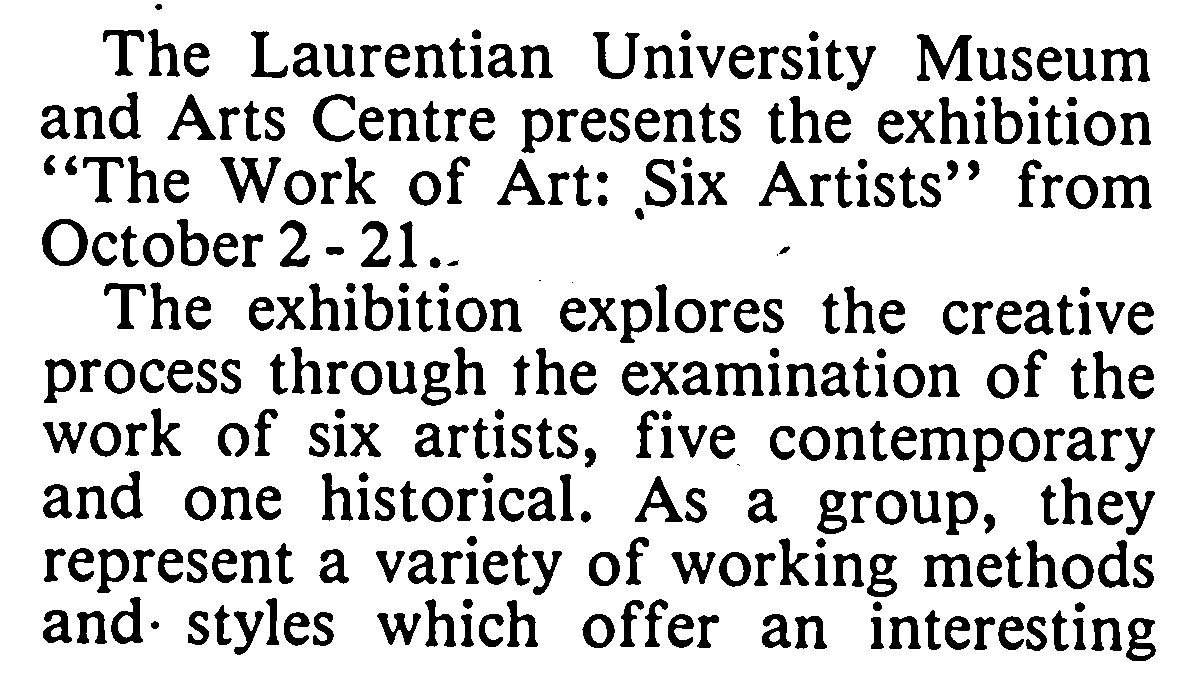 The Laurentian University Museum
and Arts Centre presents the exhibition
“The Work of Art: Six Artists” from
October 2 - 21.
The exhibition explores the creative
process through the examination of the
work of six artists, five contemporary
and one historical. As a group, they
represent a variety of working methods
and styles which offer an interesting